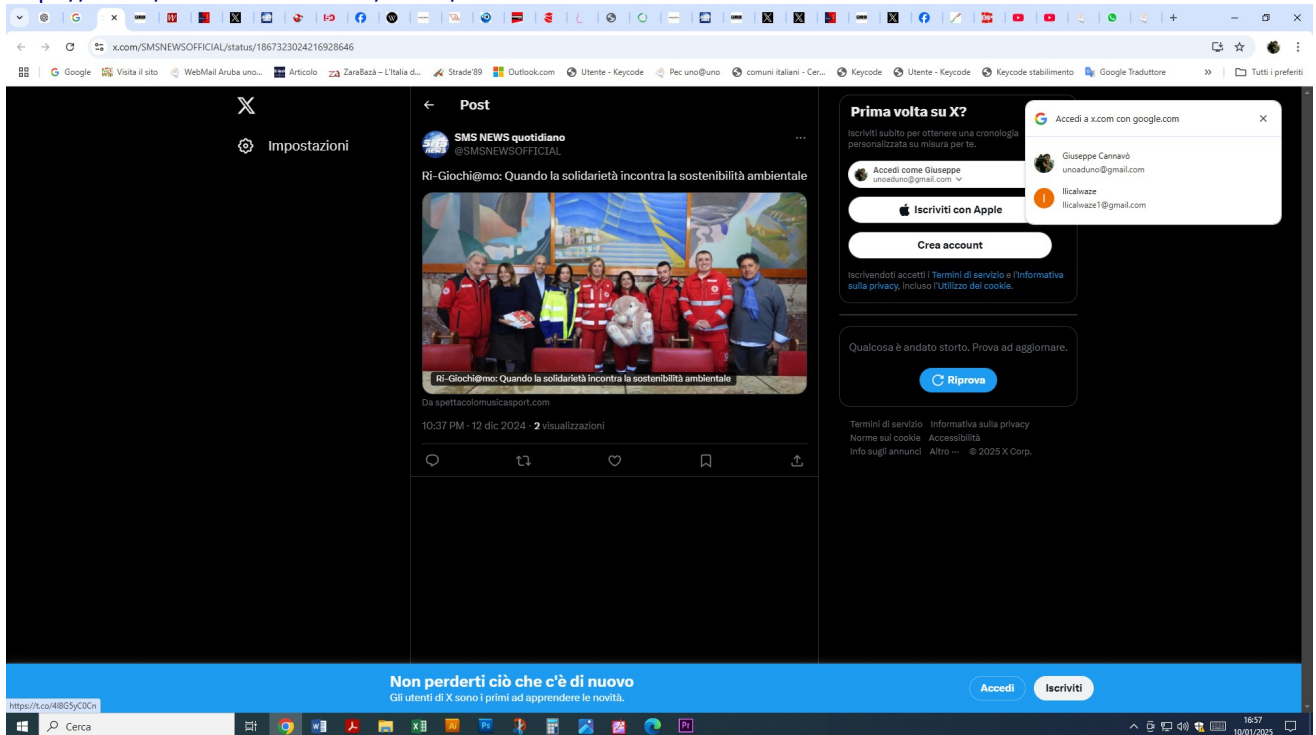 x.com/SMSNEWSOFFICIAL/status/1867323024216928646
Google
Visita il sito
WebMail Aruba uno...
Articolo
ZaraBazà – L'Italia d...
Strade'89
Outlook.com
Utente - Keycode
Pec uno@uno
comuni italiani - Cer...
Keycode
Utente - Keycode
Keycode stabilimento
Google Traduttore
Tutti i preferiti
Impostazioni
Post
SMS NEWS quotidiano
@SMSNEWSOFFICIAL
Ri-Giochi@mo: Quando la solidarietà incontra la sostenibilità ambientale
Ri-Giochi@mo: Quando la solidarietà incontra la sostenibilità ambientale
Da spettacolomusicasport.com
10:37 PM · 12 dic 2024 · 2 visualizzazioni
Prima volta su X?
Iscriviti subito per ottenere una cronologia
personalizzata su misura per te.
Accedi come Giuseppe
unoaduno@gmail.com
Iscriviti con Apple
Crea account
Iscrivendoti accetti i Termini di servizio e l'Informativa
sulla privacy, incluso l'Utilizzo dei cookie.
Accedi a x.com con google.com
Giuseppe Cannavò
unoaduno@gmail.com
llicalwaze
llicalwaze1@gmail.com
Qualcosa è andato storto. Prova ad aggiornare.
Riprova
Termini di servizio Informativa sulla privacy
Norme sui cookie Accessibilità
Info sugli annunci Altro ··· © 2025 X Corp.
Non perderti ciò che c'è di nuovo
Gli utenti di X sono i primi ad apprendere le novità.
Accedi
Iscriviti
https://t.co/4l8G5yC0Cn
Cerca
16:57
10/01/2025